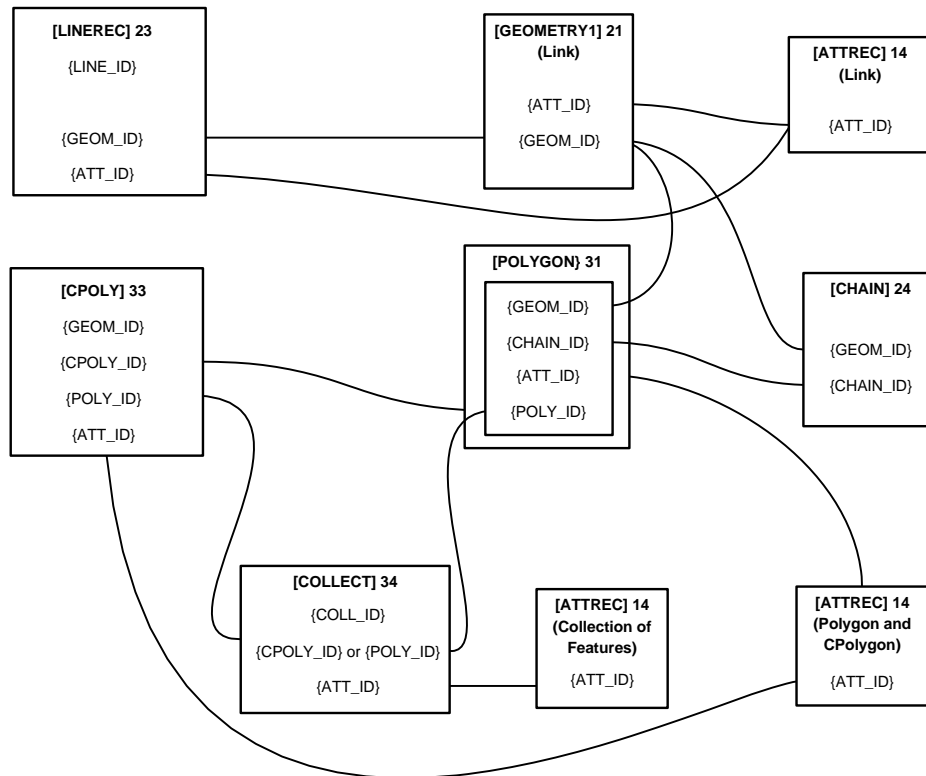 [LINEREC] 23
{LINE_ID}
{GEOM_ID}
{ATT_ID}
[GEOMETRY1] 21
(Link)
{ATT_ID}
{GEOM_ID}
[ATTREC] 14
(Link)
{ATT_ID}
[CPOLY] 33
{GEOM_ID}
{CPOLY_ID}
{POLY_ID}
{ATT_ID}
[POLYGON} 31
{GEOM_ID}
{CHAIN_ID}
{ATT_ID}
{POLY_ID}
[CHAIN] 24
{GEOM_ID}
{CHAIN_ID}
[COLLECT] 34
{COLL_ID}
{CPOLY_ID} or {POLY_ID}
{ATT_ID}
[ATTREC] 14
(Collection of
Features)
{ATT_ID}
[ATTREC] 14
(Polygon and
CPolygon)
{ATT_ID}